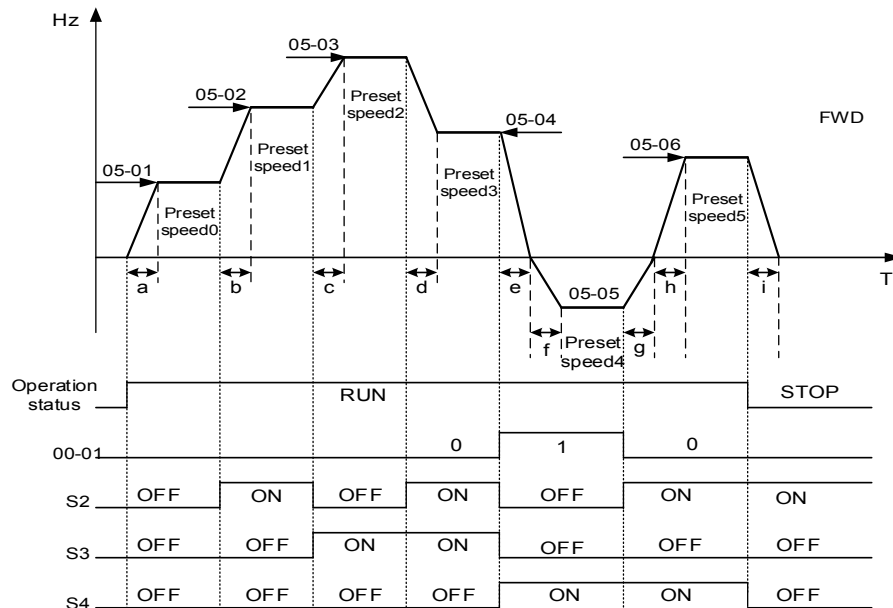 Hz
05-03
05-02
Preset
speed2
05-04
FWD
Preset
speed1
05-06
05-01
Preset
speed3
Preset
speed0
Preset
speed5
T
a
b
c
d
e
h
i
05-05
f
Preset
speed4
g
Operation
status
RUN
STOP
00-01
0
1
0
S2
OFF
ON
OFF
ON
OFF
ON
ON
S3
OFF
OFF
ON
ON
OFF
OFF
OFF
S4
OFF
OFF
OFF
OFF
ON
ON
OFF